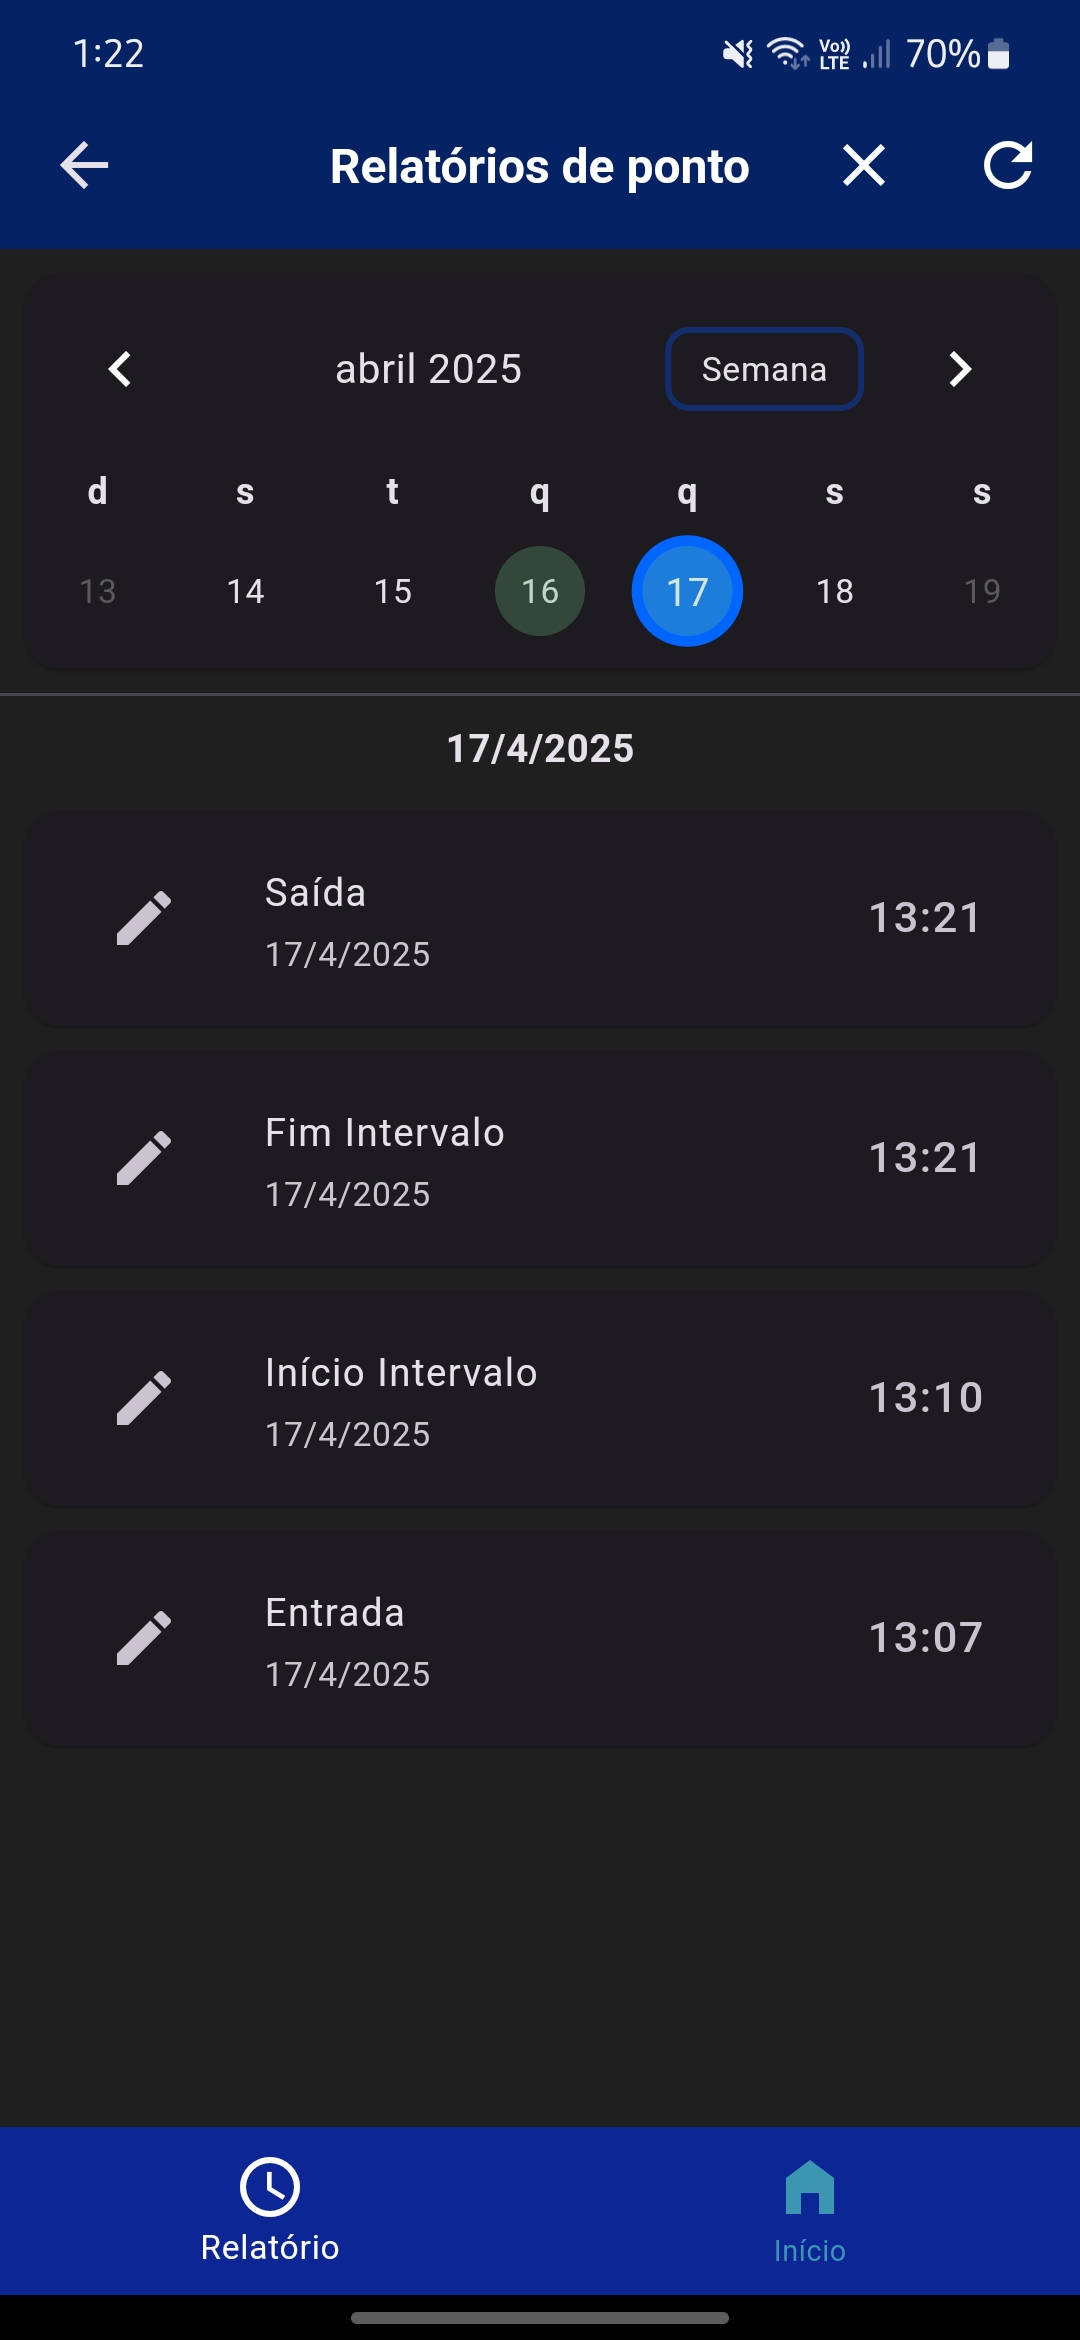 1:22 Vo)) LTE 70%
Relatórios de ponto
abril 2025 Semana
d s t q q s s
13 14 15 16 17 18 19
17/4/2025
Saída
17/4/2025
13:21
Fim Intervalo
17/4/2025
13:21
Início Intervalo
17/4/2025
13:10
Entrada
17/4/2025
13:07
Relatório Início